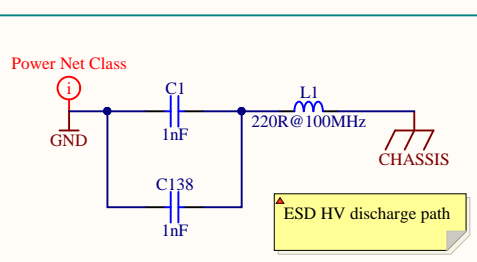 Power Net Class
i
C1
L1
GND
1nF
220R@100MHz
CHASSIS
C138
1nF
ESD HV discharge path